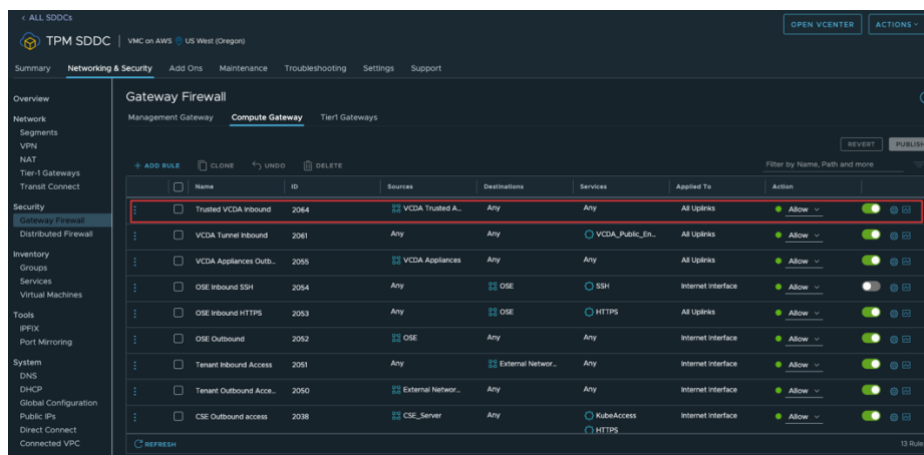 < ALL SDDCs
TPM SDDC | VMC on AWS US West (Oregon)
OPEN VCENTER
ACTIONS
Summary Networking & Security Add Ons Maintenance Troubleshooting Settings Support
Overview
Network
Segments
VPN
NAT
Tier-1 Gateways
Transit Connect
Security
Gateway Firewall
Distributed Firewall
Inventory
Groups
Services
Virtual Machines
Tools
IPFIX
Port Mirroring
System
DNS
DHCP
Global Configuration
Public IPs
Direct Connect
Connected VPC
Gateway Firewall
Management Gateway Compute Gateway Tier1 Gateways
REVERT PUBLISH
+ ADD RULE CLONE UNDO DELETE Filter by Name, Path and more
Name ID Sources Destinations Services Applied To Action
Trusted VCDA Inbound 2064 VCDA Trusted A... Any Any All Uplinks Allow
VCDA Tunnel Inbound 2061 Any Any VCDA_Public_En... All Uplinks Allow
VCDA Appliances Outb... 2055 VCDA Appliances Any Any All Uplinks Allow
OSE Inbound SSH 2054 Any OSE SSH Internet Interface Allow
OSE Inbound HTTPS 2053 Any OSE HTTPS All Uplinks Allow
OSE Outbound 2052 OSE Any Any Internet Interface Allow
Tenant Inbound Access 2051 Any External Networ... Any Internet Interface Allow
Tenant Outbound Acce... 2050 External Networ... Any Any Internet Interface Allow
CSE Outbound access 2038 CSE_Server Any KubeAccess Internet Interface Allow
HTTPS
REFRESH 13 Rule